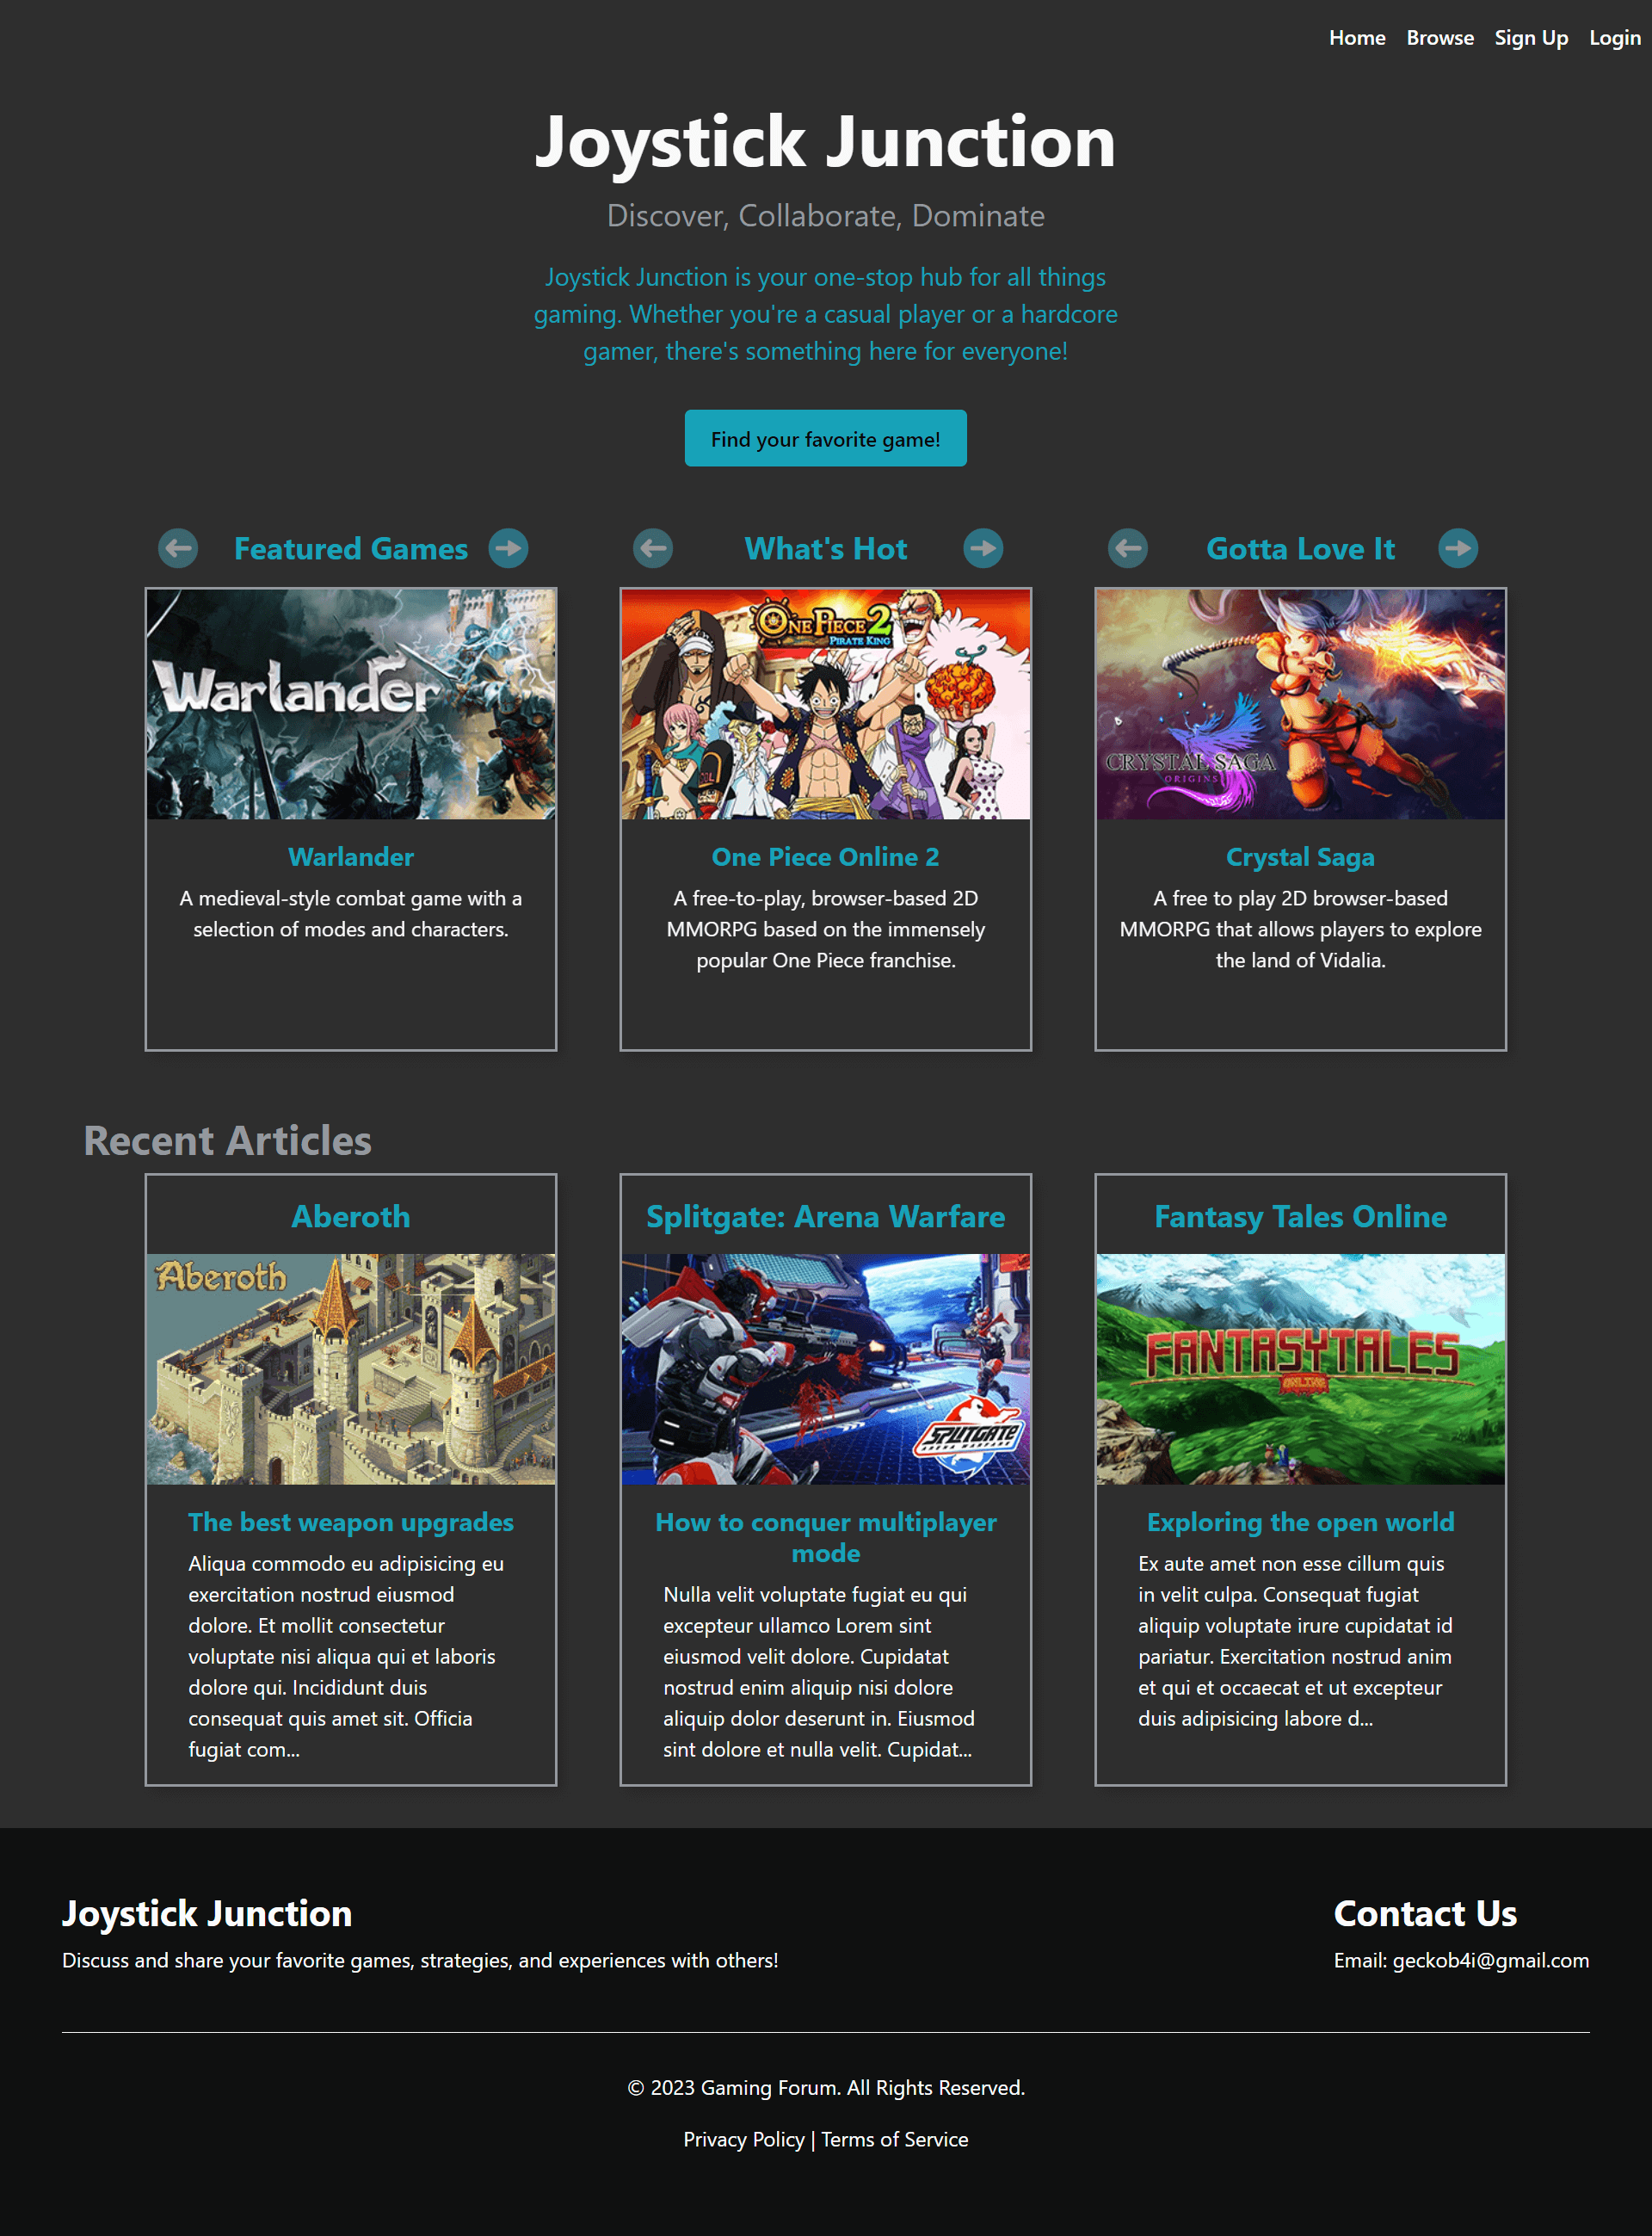 Home Browse Sign Up Login
Joystick Junction
Discover, Collaborate, Dominate
Joystick Junction is your one-stop hub for all things
gaming. Whether you're a casual player or a hardcore
gamer, there's something here for everyone!
Find your favorite game!
Featured Games
What's Hot
Gotta Love It
Warlander
ONE PIECE 2
PIRATE KING
CRYSTAL SAGA
ORIGINS
Warlander
A medieval-style combat game with a
selection of modes and characters.
One Piece Online 2
A free-to-play, browser-based 2D
MMORPG based on the immensely
popular One Piece franchise.
Crystal Saga
A free to play 2D browser-based
MMORPG that allows players to explore
the land of Vidalia.
Recent Articles
Aberoth
Aberoth
The best weapon upgrades
Aliqua commodo eu adipisicing eu
exercitation nostrud eiusmod
dolore. Et mollit consectetur
voluptate nisi aliqua qui et laboris
dolore qui. Incididunt duis
consequat quis amet sit. Officia
fugiat com...
Splitgate: Arena Warfare
SPLITGATE
ARENA WARFARE
How to conquer multiplayer
mode
Nulla velit voluptate fugiat eu qui
excepteur ullamco Lorem sint
eiusmod velit dolore. Cupidatat
nostrud enim aliquip nisi dolore
aliquip dolor deserunt in. Eiusmod
sint dolore et nulla velit. Cupidat...
Fantasy Tales Online
FANTASYTALES
ONLINE
Exploring the open world
Ex aute amet non esse cillum quis
in velit culpa. Consequat fugiat
aliquip voluptate irure cupidatat id
pariatur. Exercitation nostrud anim
et qui et occaecat et ut excepteur
duis adipisicing labore d...
Joystick Junction
Discuss and share your favorite games, strategies, and experiences with others!
Contact Us
Email: geckob4i@gmail.com
© 2023 Gaming Forum. All Rights Reserved.
Privacy Policy | Terms of Service